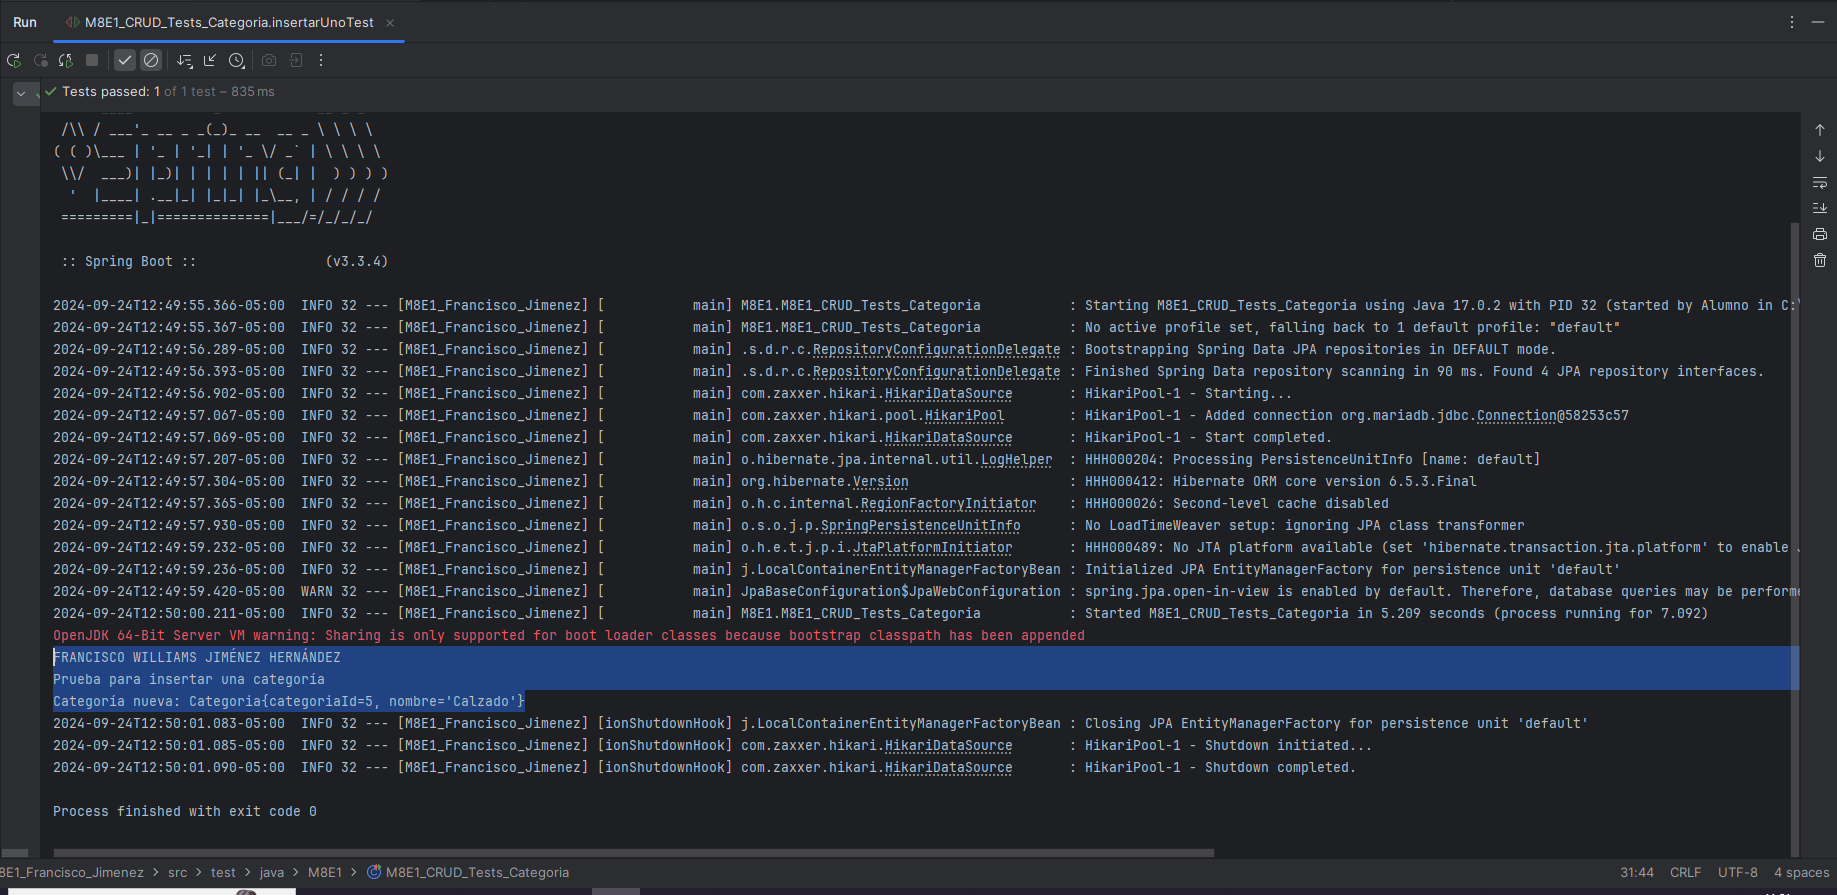 Run M8E1_CRUD_Tests_Categoria.insertarUnoTest
Tests passed: 1 of 1 test – 835 ms
 /\\ / ___'_ __ _ _(_)_ __  __ _ \ \ \ \
( ( )\___ | '_ | '_| | '_ \/ _` | \ \ \ \
 \\/  ___)| |_)| | | | | || (_| |  ) ) ) )
  '  |____| .__|_| |_|_| |_\__, | / / / /
 =========|_|==============|___/=/_/_/_/
:: Spring Boot ::                (v3.3.4)
2024-09-24T12:49:55.366-05:00  INFO 32 --- [M8E1_Francisco_Jimenez] [           main] M8E1.M8E1_CRUD_Tests_Categoria           : Starting M8E1_CRUD_Tests_Categoria using Java 17.0.2 with PID 32 (started by Alumno in C:\
2024-09-24T12:49:55.367-05:00  INFO 32 --- [M8E1_Francisco_Jimenez] [           main] M8E1.M8E1_CRUD_Tests_Categoria           : No active profile set, falling back to 1 default profile: "default"
2024-09-24T12:49:56.289-05:00  INFO 32 --- [M8E1_Francisco_Jimenez] [           main] .s.d.r.c.RepositoryConfigurationDelegate : Bootstrapping Spring Data JPA repositories in DEFAULT mode.
2024-09-24T12:49:56.393-05:00  INFO 32 --- [M8E1_Francisco_Jimenez] [           main] .s.d.r.c.RepositoryConfigurationDelegate : Finished Spring Data repository scanning in 90 ms. Found 4 JPA repository interfaces.
2024-09-24T12:49:56.902-05:00  INFO 32 --- [M8E1_Francisco_Jimenez] [           main] com.zaxxer.hikari.HikariDataSource       : HikariPool-1 - Starting...
2024-09-24T12:49:57.067-05:00  INFO 32 --- [M8E1_Francisco_Jimenez] [           main] com.zaxxer.hikari.pool.HikariPool        : HikariPool-1 - Added connection org.mariadb.jdbc.Connection@58253c57
2024-09-24T12:49:57.069-05:00  INFO 32 --- [M8E1_Francisco_Jimenez] [           main] com.zaxxer.hikari.HikariDataSource       : HikariPool-1 - Start completed.
2024-09-24T12:49:57.207-05:00  INFO 32 --- [M8E1_Francisco_Jimenez] [           main] o.hibernate.jpa.internal.util.LogHelper  : HHH000204: Processing PersistenceUnitInfo [name: default]
2024-09-24T12:49:57.304-05:00  INFO 32 --- [M8E1_Francisco_Jimenez] [           main] org.hibernate.Version                    : HHH000412: Hibernate ORM core version 6.5.3.Final
2024-09-24T12:49:57.365-05:00  INFO 32 --- [M8E1_Francisco_Jimenez] [           main] o.h.c.internal.RegionFactoryInitiator    : HHH000026: Second-level cache disabled
2024-09-24T12:49:57.930-05:00  INFO 32 --- [M8E1_Francisco_Jimenez] [           main] o.s.o.j.p.SpringPersistenceUnitInfo      : No LoadTimeWeaver setup: ignoring JPA class transformer
2024-09-24T12:49:59.232-05:00  INFO 32 --- [M8E1_Francisco_Jimenez] [           main] o.h.e.t.j.p.i.JtaPlatformInitiator       : HHH000489: No JTA platform available (set 'hibernate.transaction.jta.platform' to enable
2024-09-24T12:49:59.236-05:00  INFO 32 --- [M8E1_Francisco_Jimenez] [           main] j.LocalContainerEntityManagerFactoryBean : Initialized JPA EntityManagerFactory for persistence unit 'default'
2024-09-24T12:49:59.420-05:00  WARN 32 --- [M8E1_Francisco_Jimenez] [           main] JpaBaseConfiguration$JpaWebConfiguration : spring.jpa.open-in-view is enabled by default. Therefore, database queries may be performe
2024-09-24T12:50:00.211-05:00  INFO 32 --- [M8E1_Francisco_Jimenez] [           main] M8E1.M8E1_CRUD_Tests_Categoria           : Started M8E1_CRUD_Tests_Categoria in 5.209 seconds (process running for 7.092)
OpenJDK 64-Bit Server VM warning: Sharing is only supported for boot loader classes because bootstrap classpath has been appended
FRANCISCO WILLIAMS JIMÉNEZ HERNÁNDEZ
Prueba para insertar una categoría
Categoría nueva: Categoria{categoriaId=5, nombre='Calzado'}
2024-09-24T12:50:01.083-05:00  INFO 32 --- [M8E1_Francisco_Jimenez] [ionShutdownHook] j.LocalContainerEntityManagerFactoryBean : Closing JPA EntityManagerFactory for persistence unit 'default'
2024-09-24T12:50:01.085-05:00  INFO 32 --- [M8E1_Francisco_Jimenez] [ionShutdownHook] com.zaxxer.hikari.HikariDataSource       : HikariPool-1 - Shutdown initiated...
2024-09-24T12:50:01.090-05:00  INFO 32 --- [M8E1_Francisco_Jimenez] [ionShutdownHook] com.zaxxer.hikari.HikariDataSource       : HikariPool-1 - Shutdown completed.
Process finished with exit code 0
8E1_Francisco_Jimenez > src > test > java > M8E1 > M8E1_CRUD_Tests_Categoria 31:44 CRLF UTF-8 4 spaces